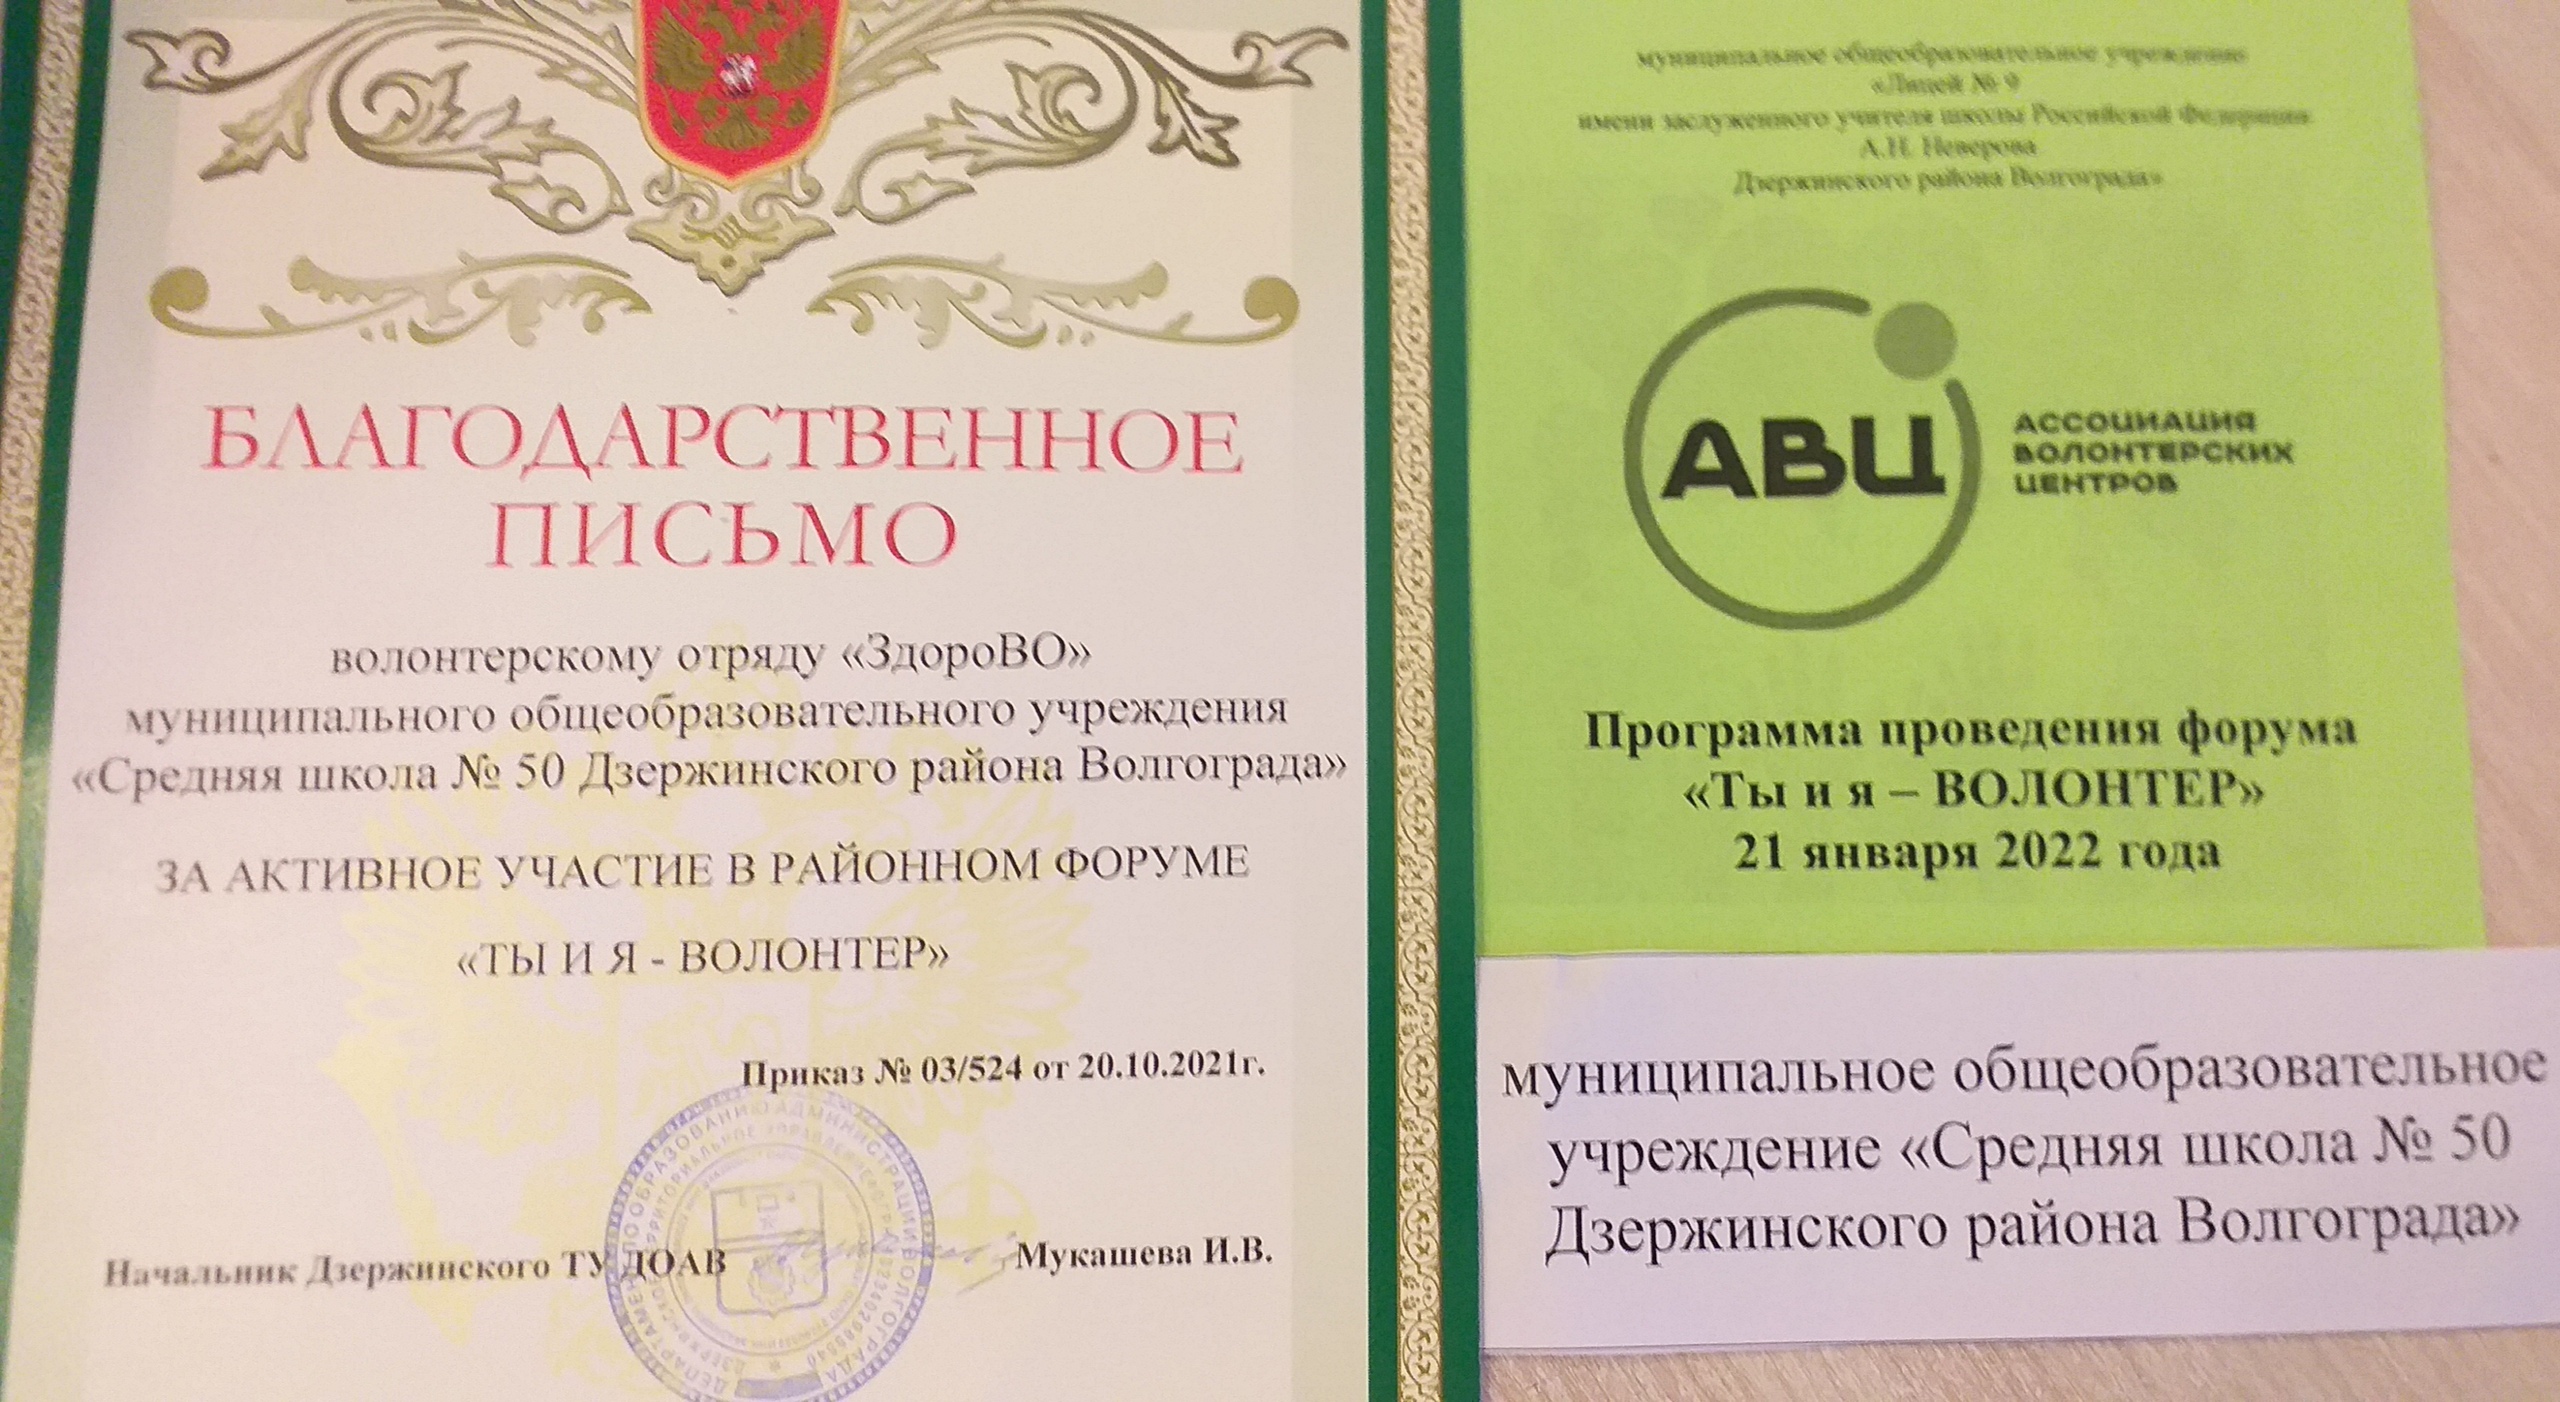 БЛАГОДАРСТВЕННОЕ
ПИСЬМО
волонтерскому отряду «ЗдороВО»
муниципального общеобразовательного учреждения
«Средняя школа № 50 Дзержинского района Волгограда»
ЗА АКТИВНОЕ УЧАСТИЕ В РАЙОННОМ ФОРУМЕ
«ТЫ И Я - ВОЛОНТЕР»
Приказ № 03/524 от 20.10.2021г.
Начальник Дзержинского ТУ ДОАВ
Мукашева И.В.
муниципальное общеобразовательное учреждение
«Лицей № 9
имени заслуженного учителя школы Российской Федерации
А.Н. Неверова
Дзержинского района Волгограда»
АВЦ
АССОЦИАЦИЯ
ВОЛОНТЕРСКИХ
ЦЕНТРОВ
Программа проведения форума
«Ты и я – ВОЛОНТЕР»
21 января 2022 года
муниципальное общеобразовательное
учреждение «Средняя школа № 50
Дзержинского района Волгограда»